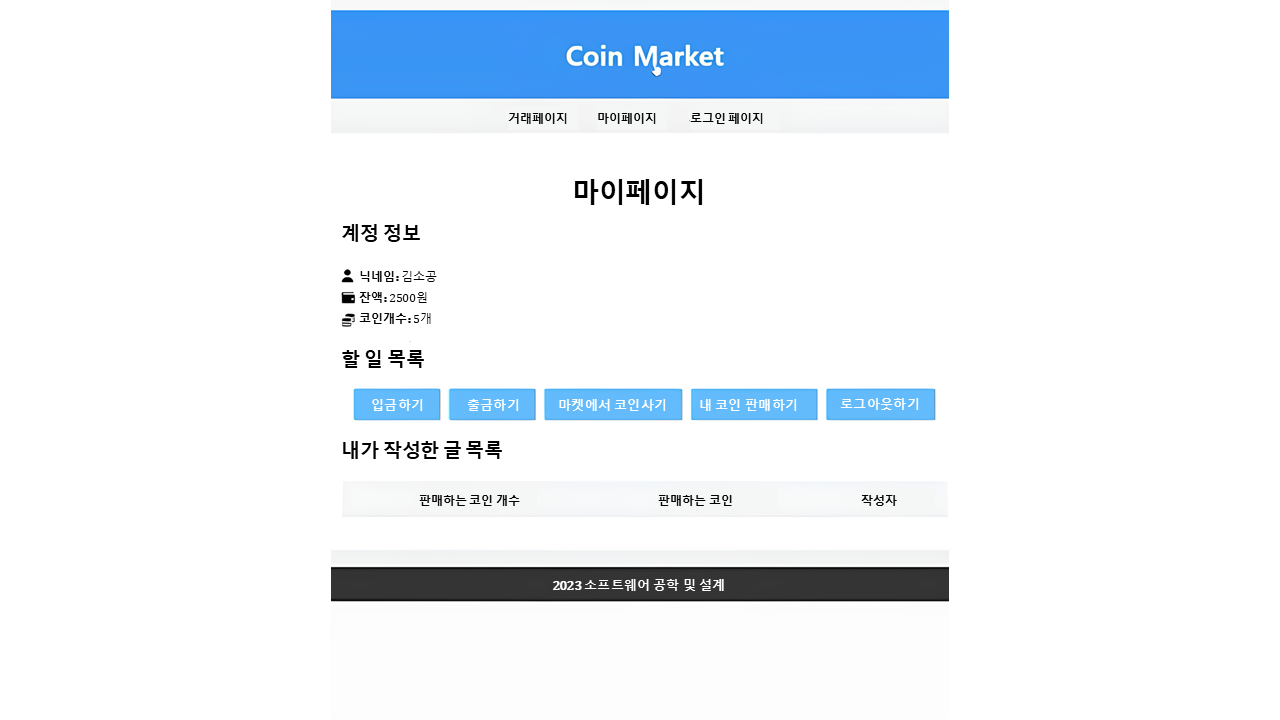 Coin Market
거래페이지 마이페이지 로그인 페이지
마이페이지
계정 정보
닉네임: 김소공
잔액: 2500원
코인개수: 5개
할 일 목록
입금하기 출금하기 마켓에서 코인사기 내 코인 판매하기 로그아웃하기
내가 작성한 글 목록
판매하는 코인 개수 판매하는 코인 작성자
2023 소프트웨어 공학 및 설계